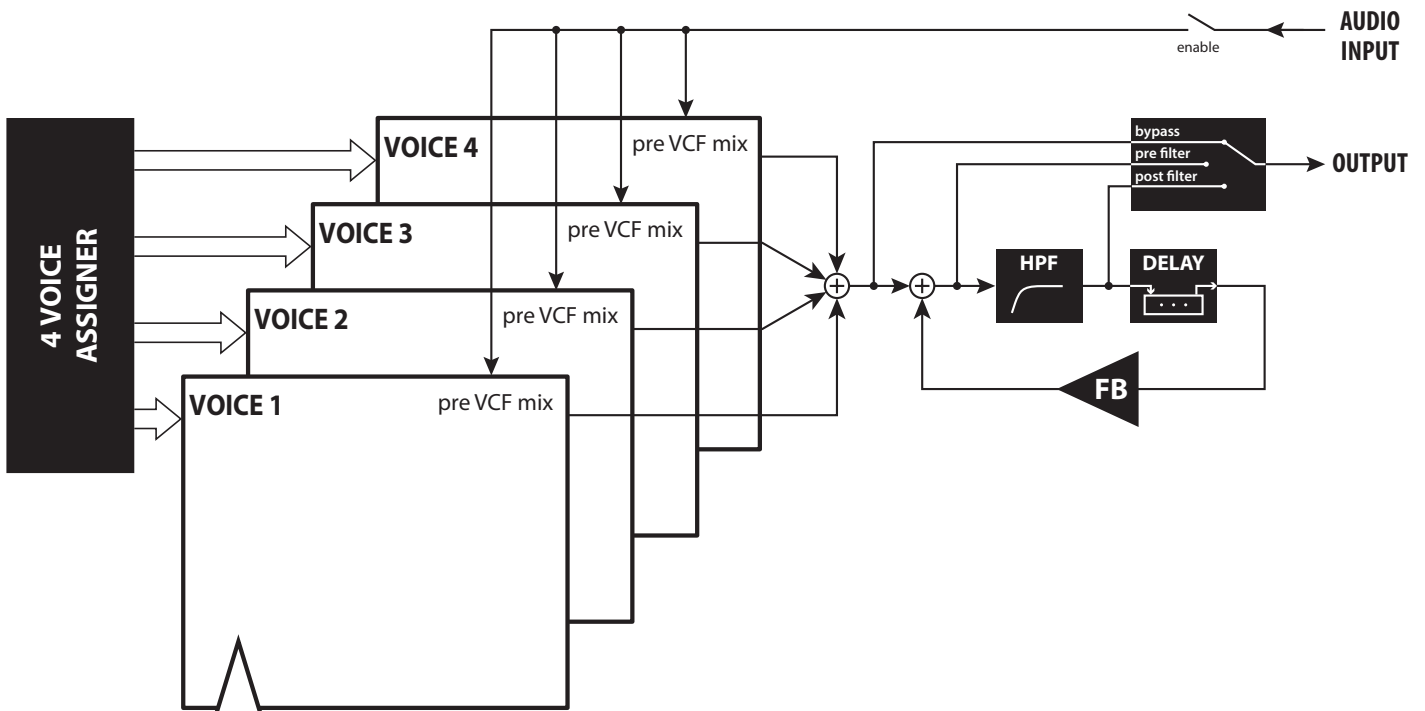 AUDIO
INPUT
enable
4 VOICE
ASSIGNER
VOICE 4
pre VCF mix
VOICE 3
pre VCF mix
VOICE 2
pre VCF mix
VOICE 1
pre VCF mix
bypass
pre filter
post filter
OUTPUT
HPF
DELAY
FB